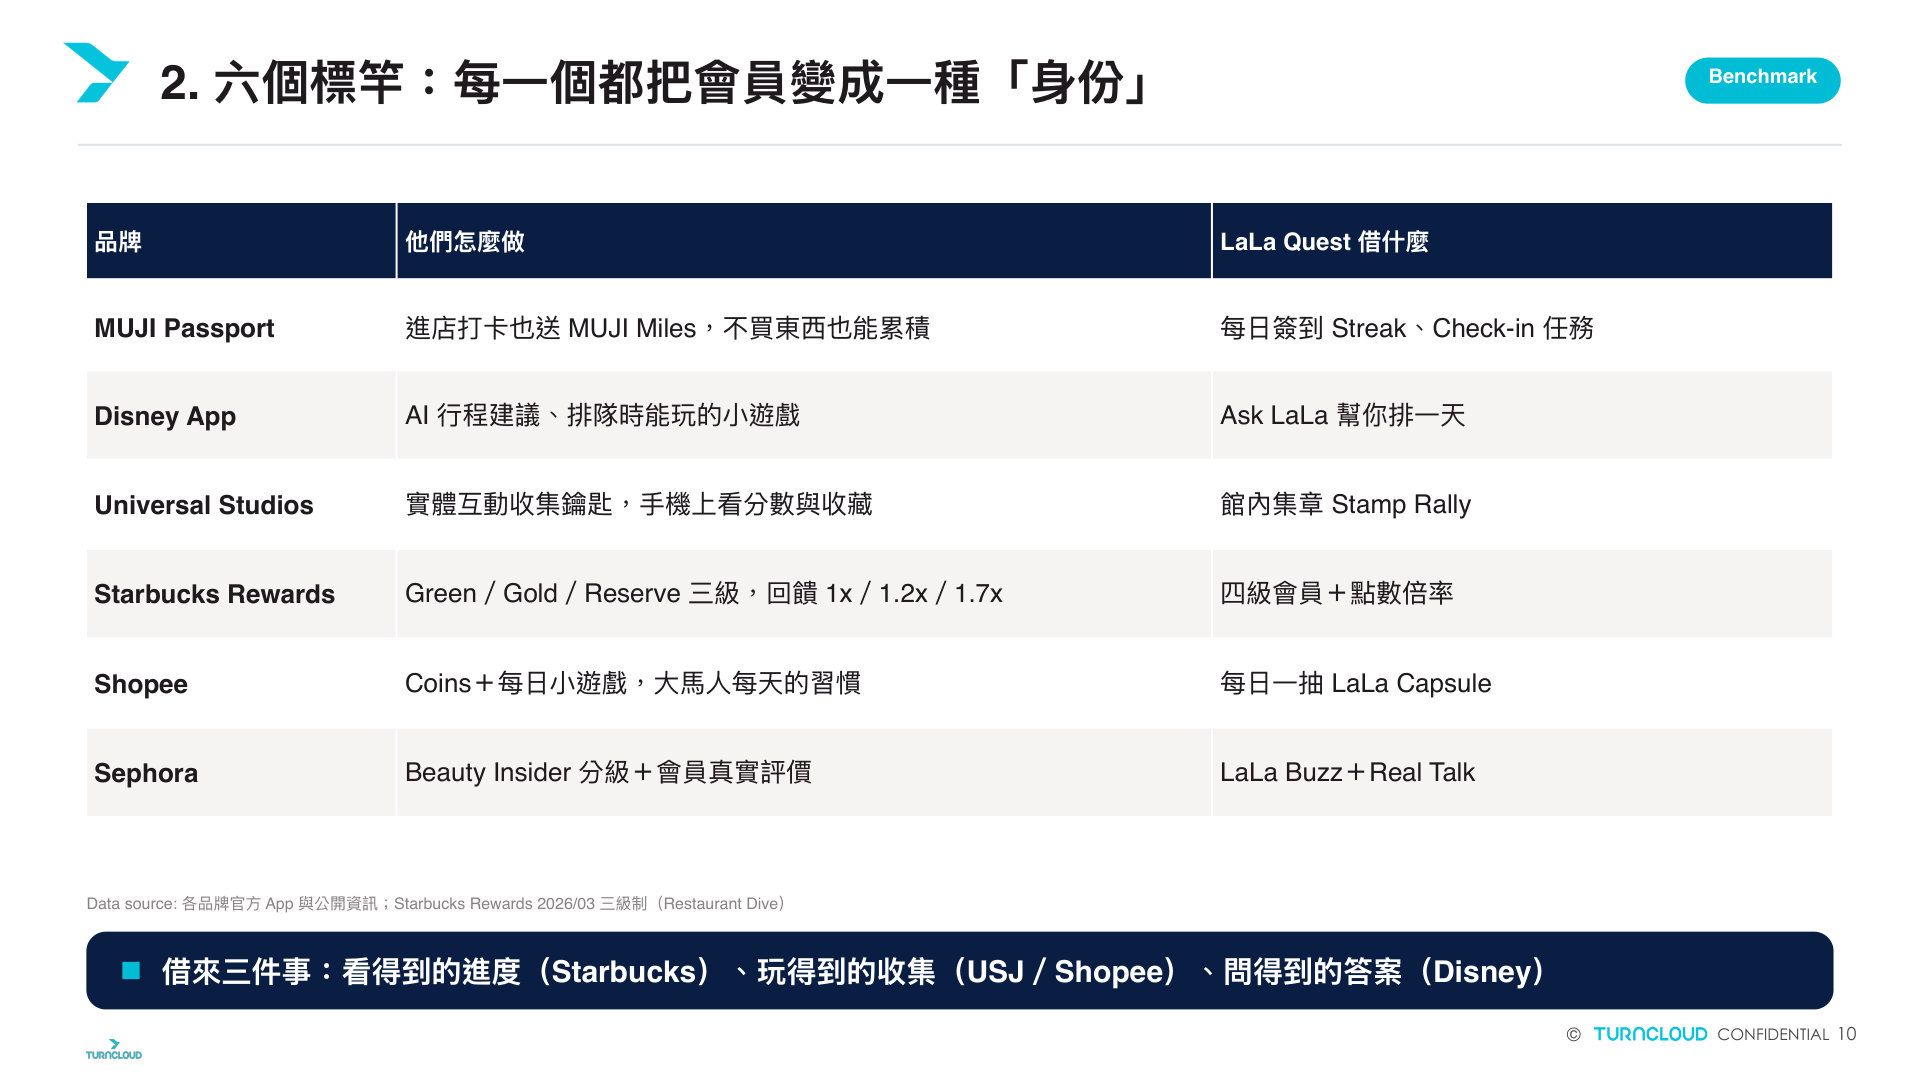 2. 六個標竿：每一個都把會員變成一種「身份」
Benchmark
品牌 他們怎麼做 LaLa Quest 借什麼
MUJI Passport 進店打卡也送 MUJI Miles，不買東西也能累積 每日簽到 Streak、Check-in 任務
Disney App AI 行程建議、排隊時能玩的小遊戲 Ask LaLa 幫你排一天
Universal Studios 實體互動收集鑰匙，手機上看分數與收藏 館內集章 Stamp Rally
Starbucks Rewards Green / Gold / Reserve 三級，回饋 1x / 1.2x / 1.7x 四級會員＋點數倍率
Shopee Coins＋每日小遊戲，大馬人每天的習慣 每日一抽 LaLa Capsule
Sephora Beauty Insider 分級＋會員真實評價 LaLa Buzz＋Real Talk
Data source: 各品牌官方 App 與公開資訊；Starbucks Rewards 2026/03 三級制（Restaurant Dive）
■ 借來三件事：看得到的進度（Starbucks）、玩得到的收集（USJ / Shopee）、問得到的答案（Disney）
© TURNCLOUD CONFIDENTIAL 10
TURNCLOUD